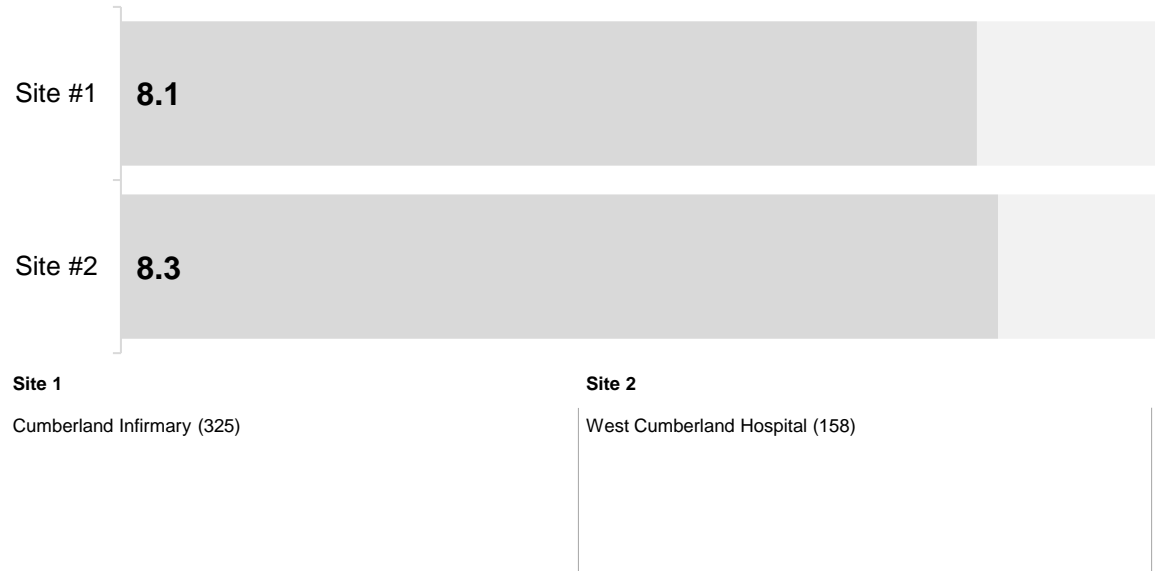 Site #1 8.1
Site #2 8.3
Site 1
Site 2
Cumberland Infirmary (325)
West Cumberland Hospital (158)